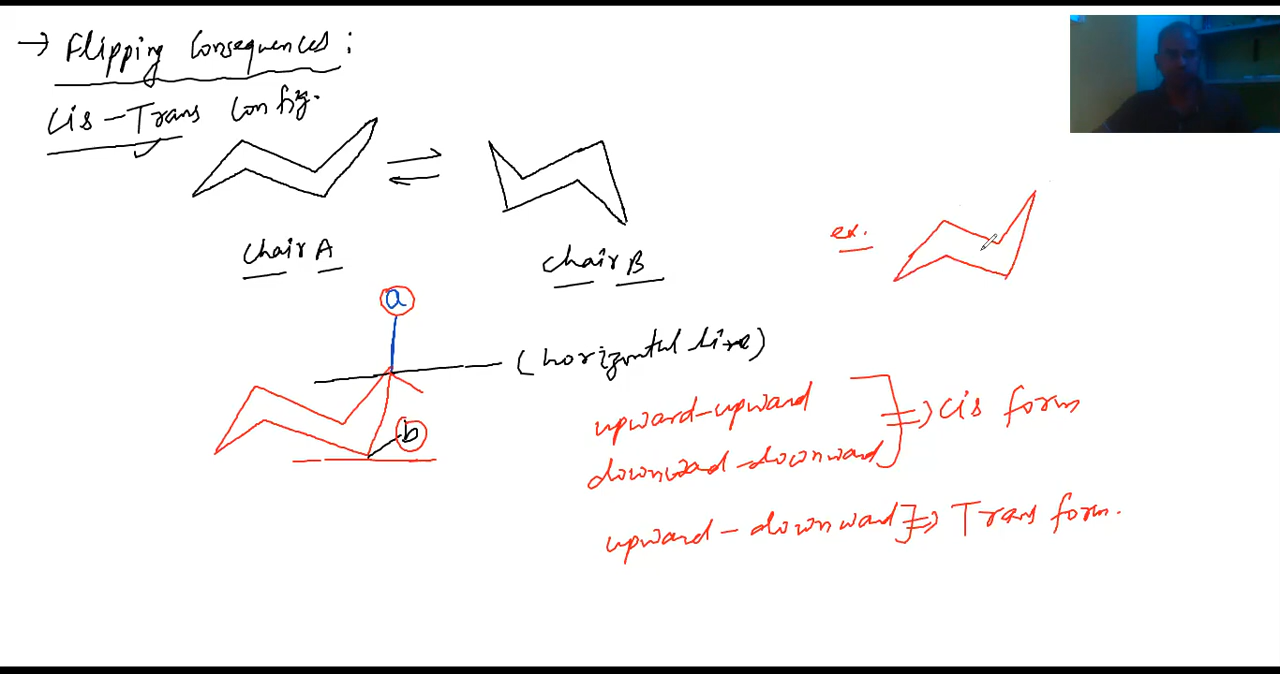 → Flipping Consequences:
Cis-Trans Config.
Chair A
Chair B
ex.
a
(horizontal line)
b
upward-upward
downward-downward
⇒ Cis form
upward-downward ⇒ Trans form.